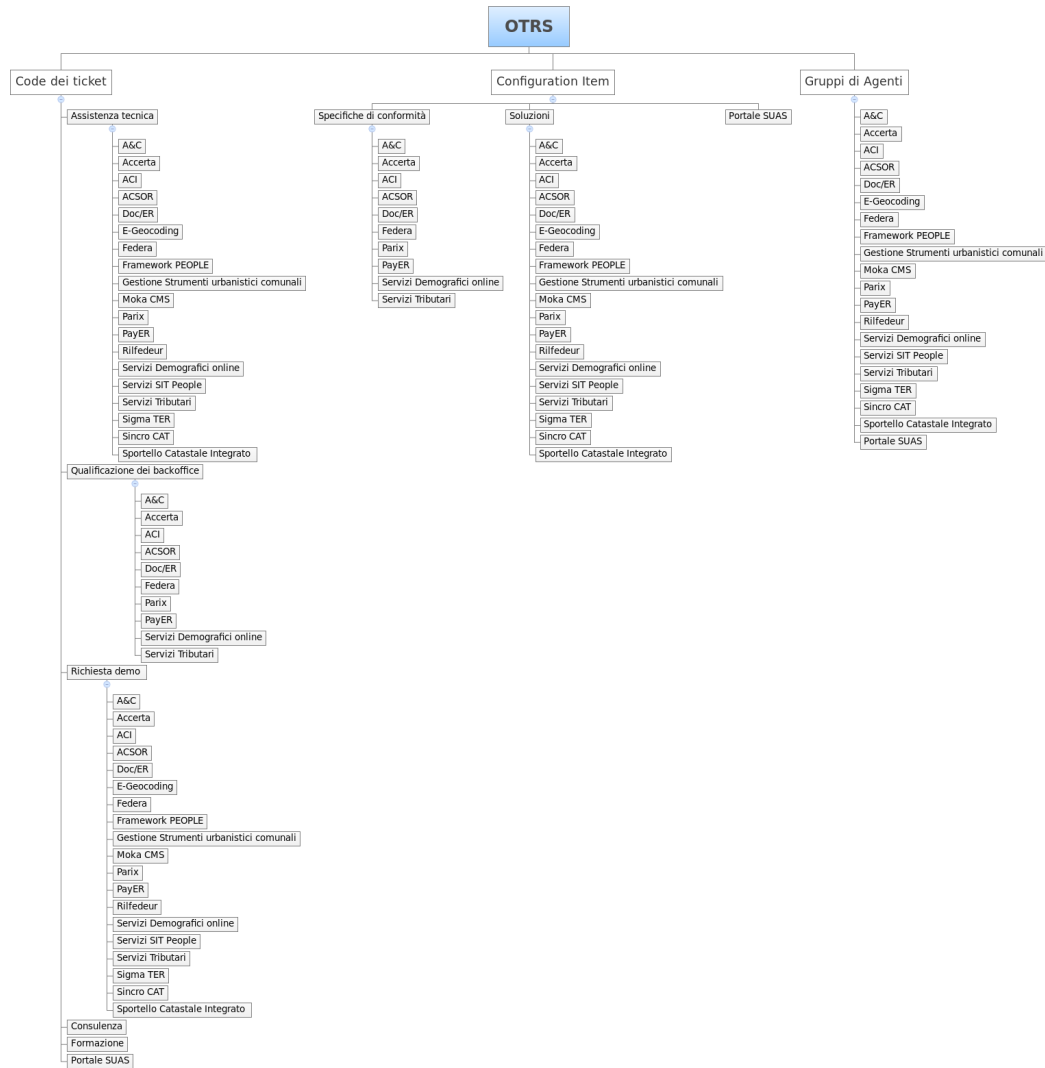 OTRS
Code dei ticket
Assistenza tecnica
A&C
Accerta
ACI
ACSOR
Doc/ER
E-Geocoding
Federa
Framework PEOPLE
Gestione Strumenti urbanistici comunali
Moka CMS
Parix
PayER
Rilfedeur
Servizi Demografici online
Servizi SIT People
Servizi Tributari
Sigma TER
Sincro CAT
Sportello Catastale Integrato
Qualificazione dei backoffice
A&C
Accerta
ACI
ACSOR
Doc/ER
Federa
Parix
PayER
Servizi Demografici online
Servizi Tributari
Richiesta demo
A&C
Accerta
ACI
ACSOR
Doc/ER
E-Geocoding
Federa
Framework PEOPLE
Gestione Strumenti urbanistici comunali
Moka CMS
Parix
PayER
Rilfedeur
Servizi Demografici online
Servizi SIT People
Servizi Tributari
Sigma TER
Sincro CAT
Sportello Catastale Integrato
Consulenza
Formazione
Portale SUAS
Configuration Item
Specifiche di conformità
A&C
Accerta
ACI
ACSOR
Doc/ER
Federa
Parix
PayER
Servizi Demografici online
Servizi Tributari
Soluzioni
A&C
Accerta
ACI
ACSOR
Doc/ER
E-Geocoding
Federa
Framework PEOPLE
Gestione Strumenti urbanistici comunali
Moka CMS
Parix
PayER
Rilfedeur
Servizi Demografici online
Servizi SIT People
Servizi Tributari
Sigma TER
Sincro CAT
Sportello Catastale Integrato
Portale SUAS
Gruppi di Agenti
A&C
Accerta
ACI
ACSOR
Doc/ER
E-Geocoding
Federa
Framework PEOPLE
Gestione Strumenti urbanistici comunali
Moka CMS
Parix
PayER
Rilfedeur
Servizi Demografici online
Servizi SIT People
Servizi Tributari
Sigma TER
Sincro CAT
Sportello Catastale Integrato
Portale SUAS